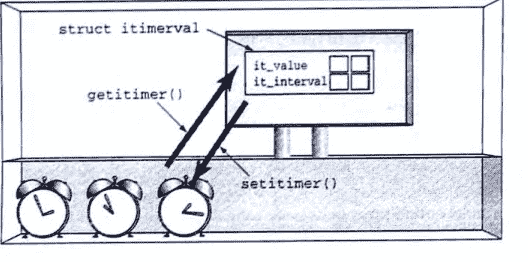 struct itimerval
it_value
it_interval
getitimer()
setitimer()